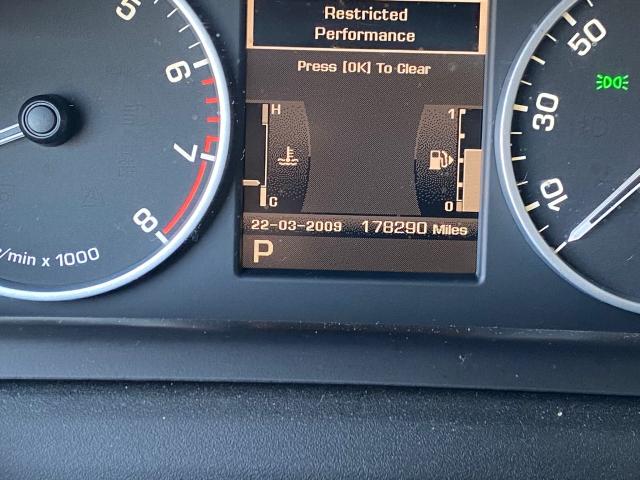 Restricted
Performance
Press [OK] To Clear
H
C
1
0
22-03-2009 178290 Miles
P
5
6
7
8
/min x 1000
50
30
10